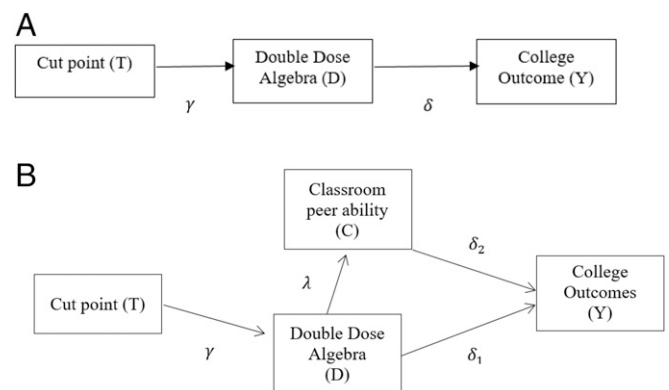 A
Cut point (T)
Double Dose
Algebra (D)
College
Outcome (Y)
γ
δ
B
Classroom
peer ability
(C)
δ2
College
Outcomes
(Y)
λ
Cut point (T)
γ
Double Dose
Algebra
(D)
δ1